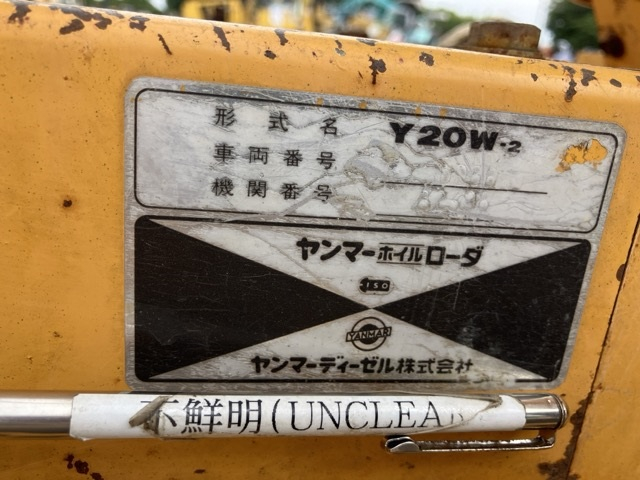 形式名 Y20W-2
車両番号
機関番号
ヤンマーホイルローダ
ISO
YANMAR
ヤンマーディーゼル株式会社
不鮮明(UNCLEAR